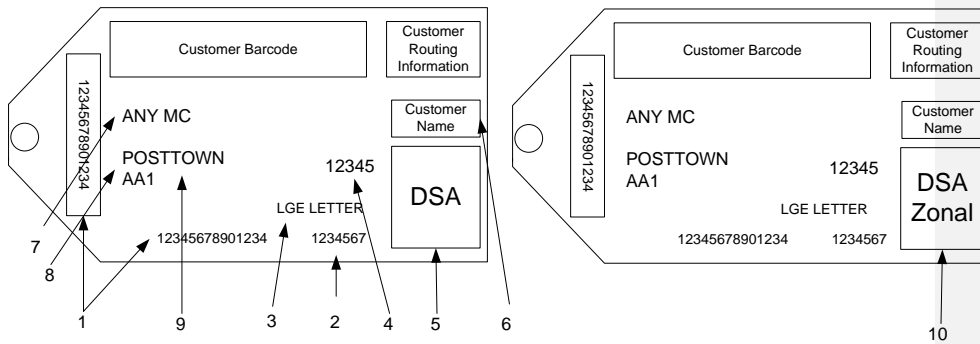 Customer Barcode
Customer
Routing
Information
12345678901234
ANY MC
Customer
Name
POSTTOWN
AA1
12345
DSA
LGE LETTER
12345678901234
1234567
7
8
1
9
3
2
4
5
6
Customer Barcode
Customer
Routing
Information
12345678901234
ANY MC
Customer
Name
POSTTOWN
AA1
12345
DSA
Zonal
LGE LETTER
12345678901234
1234567
10